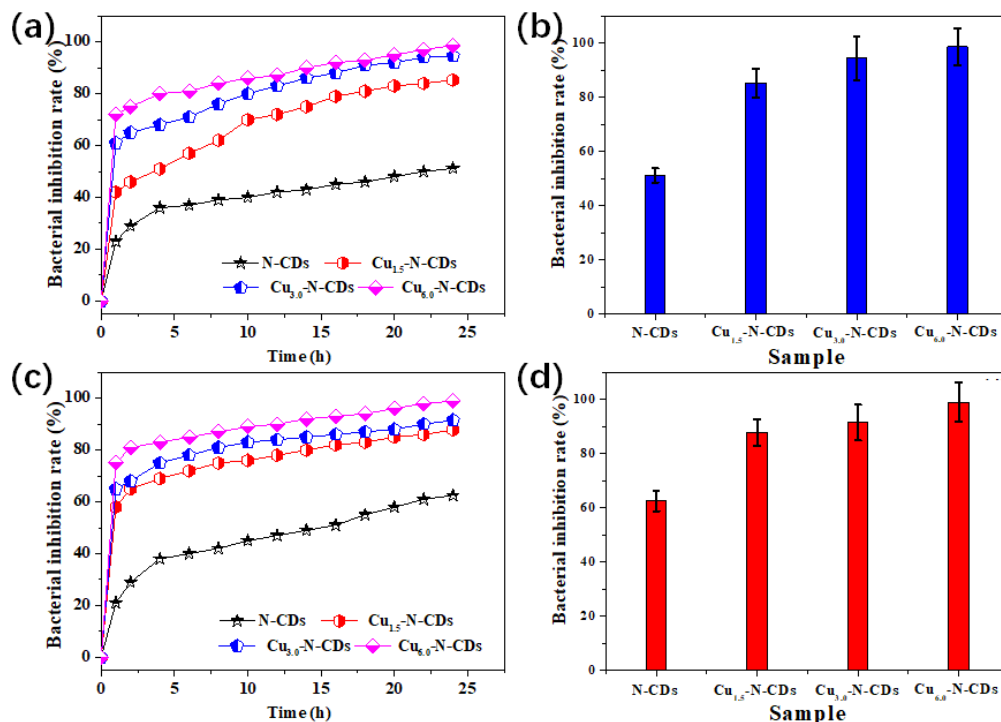 (a)
Bacterial inhibition rate (%)
100
80
60
40
20
0
N-CDs Cu1.5-N-CDs
Cu3.0-N-CDs Cu6.0-N-CDs
0 5 10 15 20 25
Time (h)
(b)
Bacterial inhibition rate (%)
100
80
60
40
20
0
N-CDs Cu1.5-N-CDs Cu3.0-N-CDs Cu6.0-N-CDs
Sample
(c)
Bacterial inhibition rate (%)
100
80
60
40
20
0
N-CDs Cu1.5-N-CDs
Cu3.0-N-CDs Cu6.0-N-CDs
0 5 10 15 20 25
Time (h)
(d)
Bacterial inhibition rate (%)
100
80
60
40
20
0
N-CDs Cu1.5-N-CDs Cu3.0-N-CDs Cu6.0-N-CDs
Sample